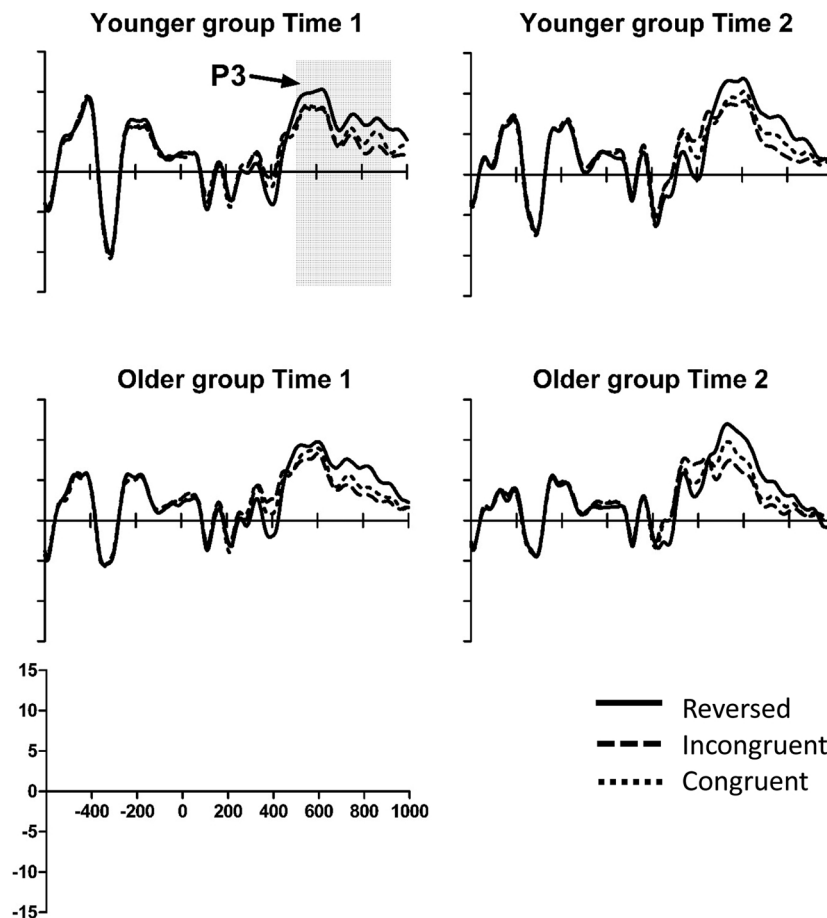 Younger group Time 1
Younger group Time 2
P3
Older group Time 1
Older group Time 2
15
10
5
0
-5
-10
-15
-400 -200 0 200 400 600 800 1000
Reversed
Incongruent
Congruent